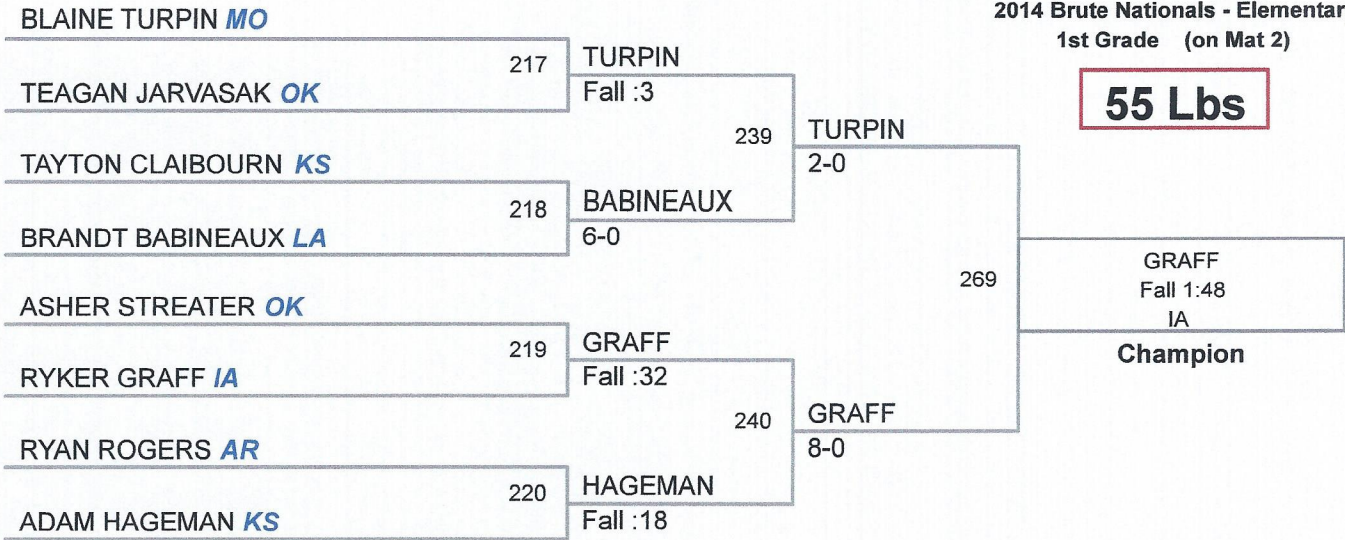 BLAINE TURPIN MO
2014 Brute Nationals - Elementar
1st Grade (on Mat 2)
55 Lbs
217
TURPIN
Fall :3
TEAGAN JARVASAK OK
239
TURPIN
2-0
TAYTON CLAIBOURN KS
218
BABINEAUX
6-0
BRANDT BABINEAUX LA
269
GRAFF
Fall 1:48
IA
Champion
ASHER STREATER OK
219
GRAFF
Fall :32
RYKER GRAFF IA
240
GRAFF
8-0
RYAN ROGERS AR
220
HAGEMAN
Fall :18
ADAM HAGEMAN KS